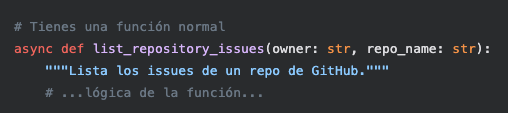 # Tienes una función normal
async def list_repository_issues(owner: str, repo_name: str):
    """Lista los issues de un repo de GitHub."""
    # ...lógica de la función...